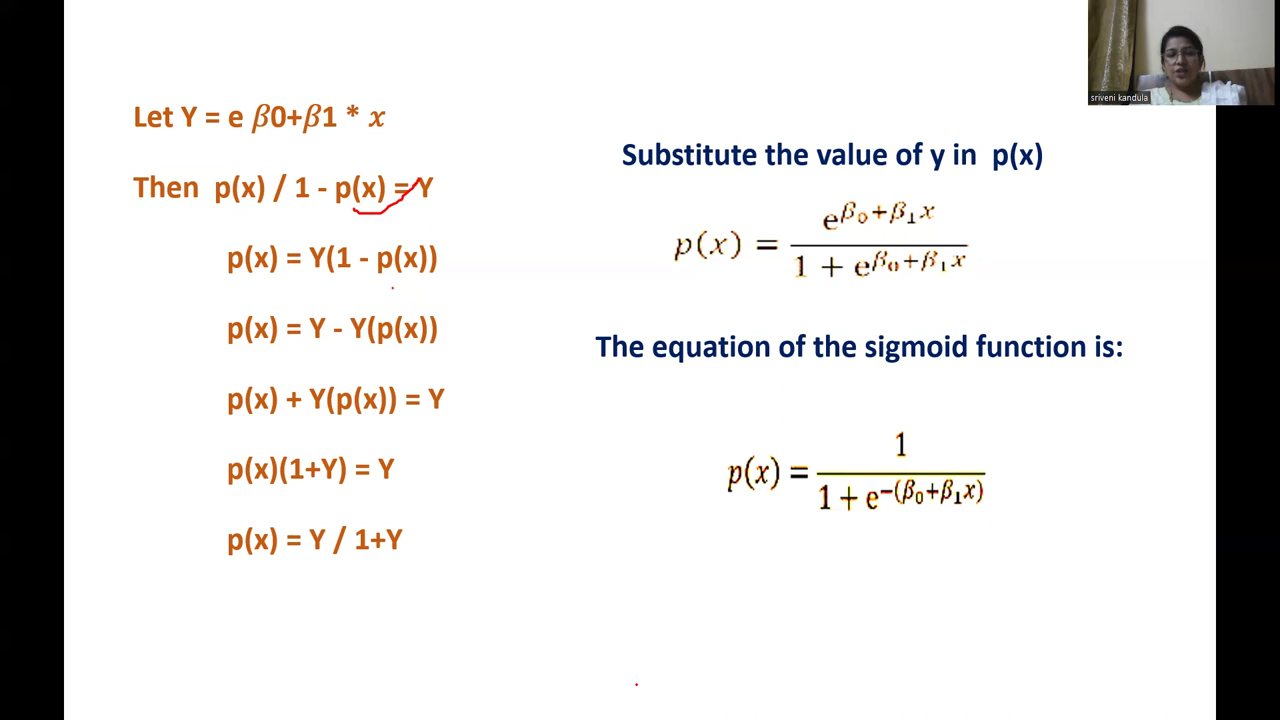 Let Y = e 𝛽0+𝛽1 * 𝑥
Then p(x) / 1 - p(x) = Y
p(x) = Y(1 - p(x))
p(x) = Y - Y(p(x))
p(x) + Y(p(x)) = Y
p(x)(1+Y) = Y
p(x) = Y / 1+Y
Substitute the value of y in p(x)
p(x) = e^{β₀+β₁x} / 1 + e^{β₀+β₁x}
The equation of the sigmoid function is:
p(x) = 1 / 1 + e^{−(β₀+β₁x)}
sriveni kandula